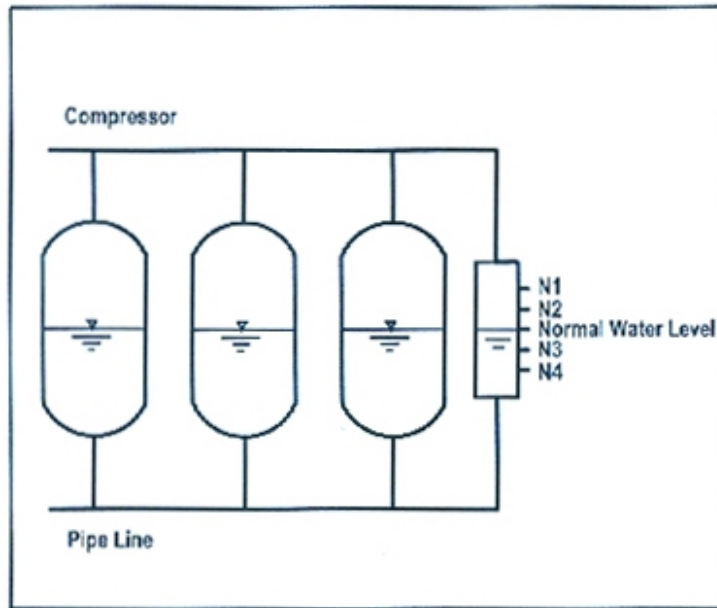 Compressor
N1
N2
Normal Water Level
N3
N4
Pipe Line